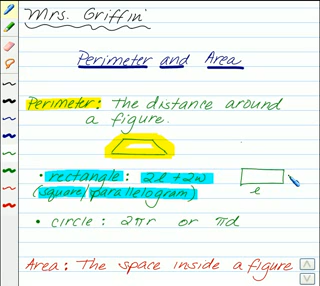 Mrs. Griffin
Perimeter and Area
Perimeter: The distance around
a figure.
• rectangle: 2l + 2w
(square/parallelogram)
l
• circle: 2πr or πd
Area: The space inside a figure